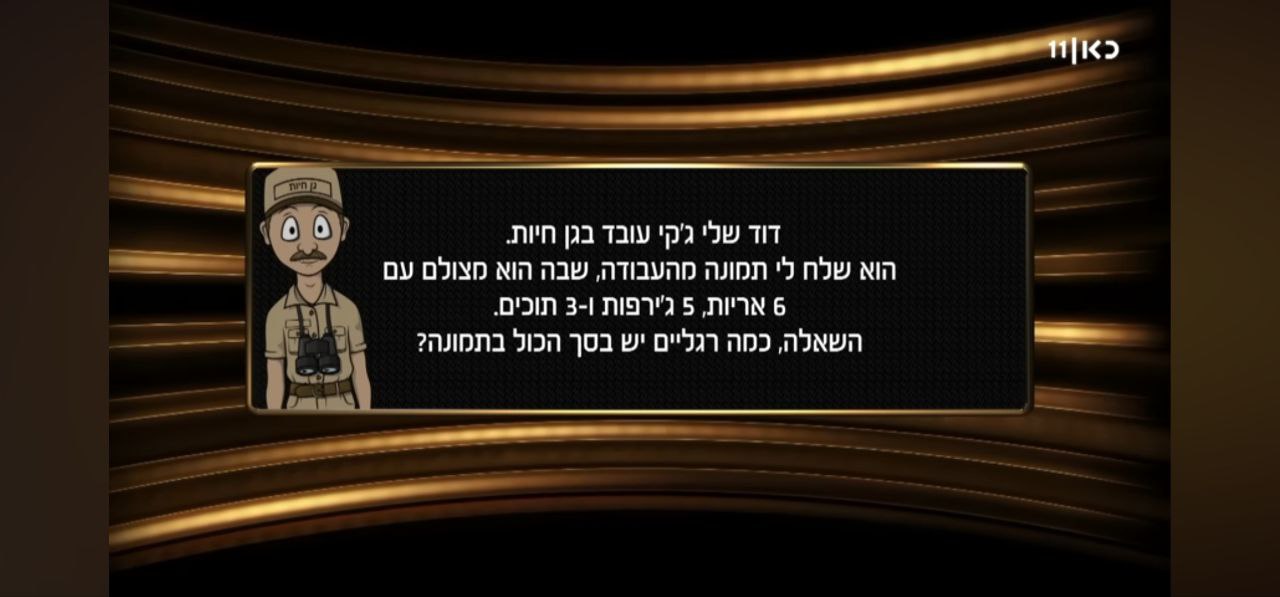 כאן|11
גן חיות
דוד שלי ג'קי עובד בגן חיות.
הוא שלח לי תמונה מהעבודה, שבה הוא מצולם עם
6 אריות, 5 ג'ירפות ו-3 תוכים.
השאלה, כמה רגליים יש בסך הכול בתמונה?